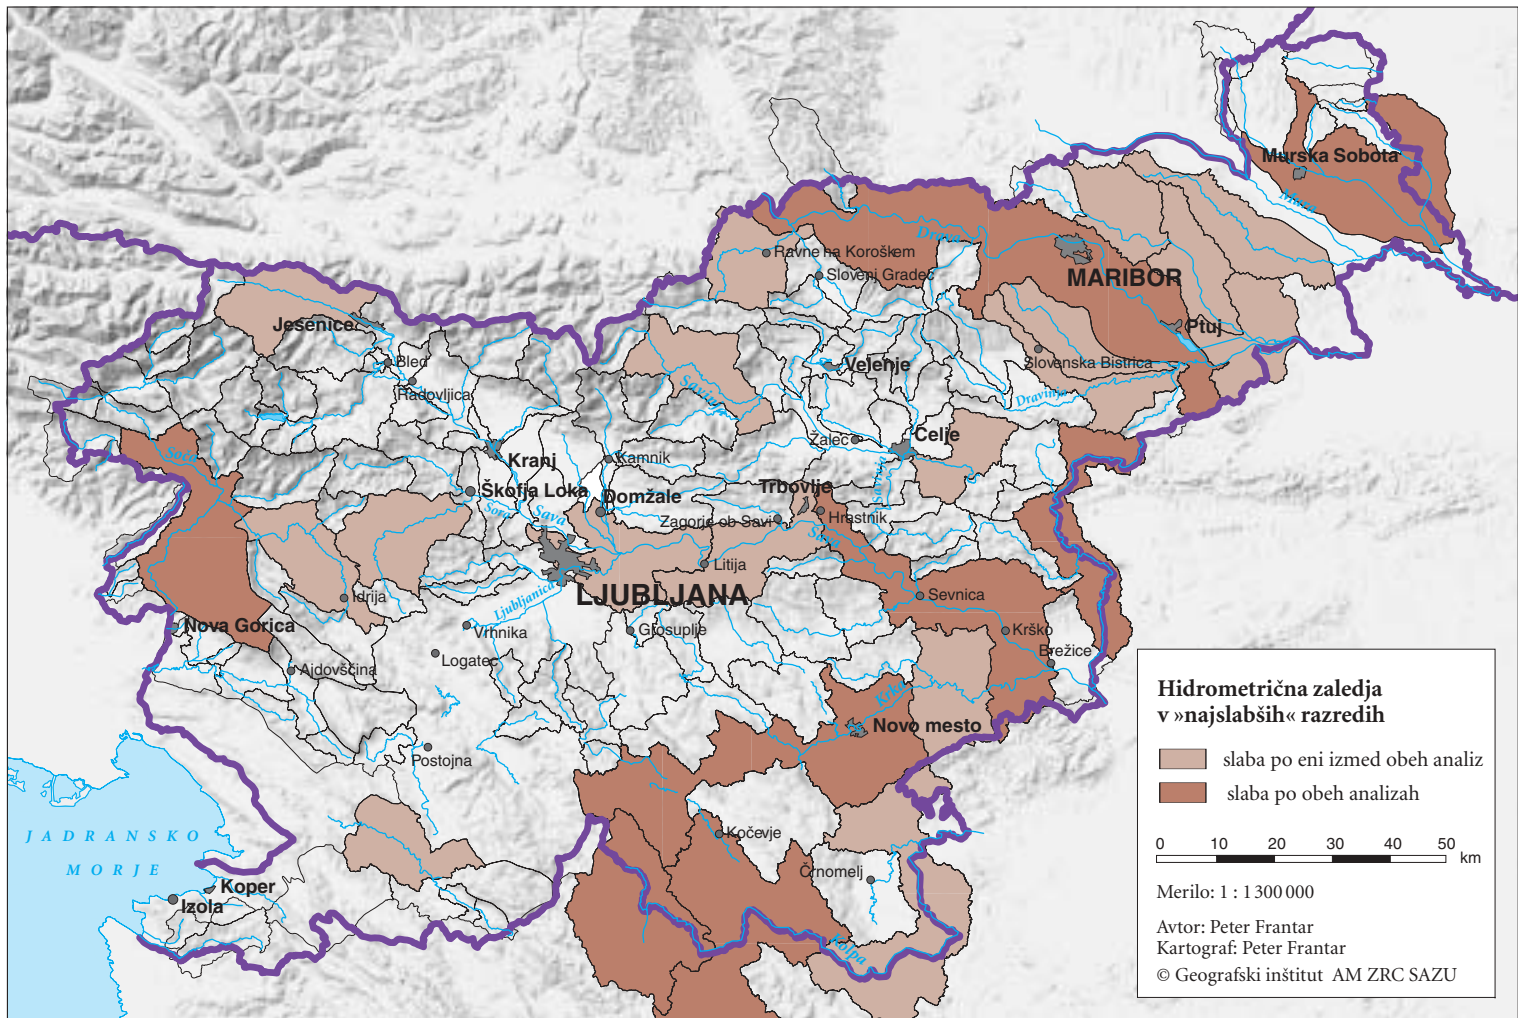 Murska Sobota
Mura
Drava
Ravne na Koroškem
Slovenj Gradec
MARIBOR
Jesenice
Ptuj
Bled
Velenje
Slovenska Bistrica
Radovljica
Savinja
Dravinja
Žalec
Celje
Soča
Kranj
Kamnik
Savinja
Škofja Loka
Domžale
Trbovlje
Sora
Sava
Zagorje ob Savi
Hrastnik
Sava
Litija
LJUBLJANA
Idrija
Ljubljanica
Sevnica
Nova Gorica
Vrhnika
Grosuplje
Krško
Brežice
Logatec
Ajdovščina
Krka
Novo mesto
Postojna
JADRANSKO
MORJE
Kočevje
Črnomelj
Koper
Izola
Kolpa
Hidrometrična zaledja
v »najslabših« razredih
slaba po eni izmed obeh analiz
slaba po obeh analizah
0 10 20 30 40 50 km
Merilo: 1 : 1 300 000
Avtor: Peter Frantar
Kartograf: Peter Frantar
© Geografski inštitut AM ZRC SAZU